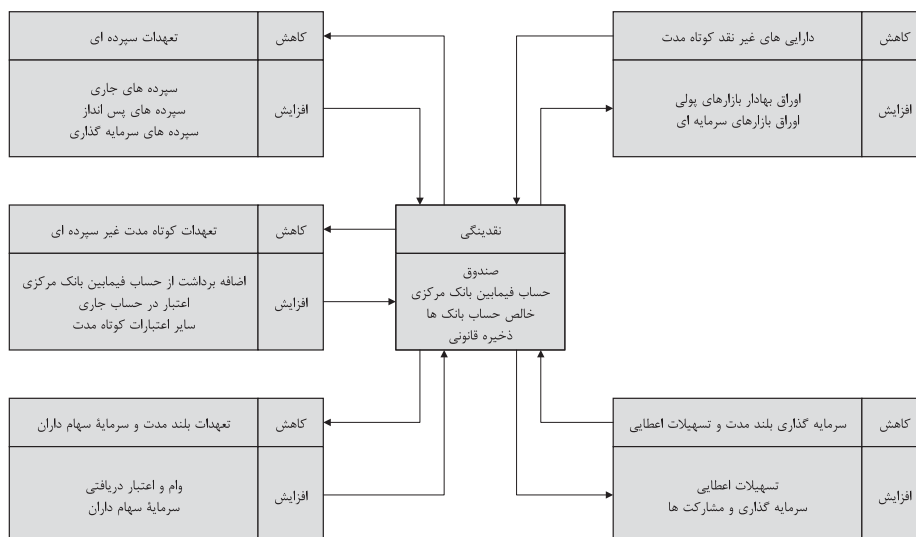 دارایی های غیر نقد کوتاه مدت
کاهش
اوراق بهادار بازارهای پولی
اوراق بازارهای سرمایه ای
افزایش
تعهدات سپرده ای
کاهش
سپرده های جاری
سپرده های پس انداز
سپرده های سرمایه گذاری
افزایش
نقدینگی
صندوق
حساب فیمابین بانک مرکزی
خالص حساب بانک ها
ذخیره قانونی
تعهدات کوتاه مدت غیر سپرده ای
کاهش
اضافه برداشت از حساب فیمابین بانک مرکزی
اعتبار در حساب جاری
سایر اعتبارات کوتاه مدت
افزایش
سرمایه گذاری بلند مدت و تسهیلات اعطایی
کاهش
تسهیلات اعطایی
سرمایه گذاری و مشارکت ها
افزایش
تعهدات بلند مدت و سرمایۀ سهام داران
کاهش
وام و اعتبار دریافتی
سرمایۀ سهام داران
افزایش